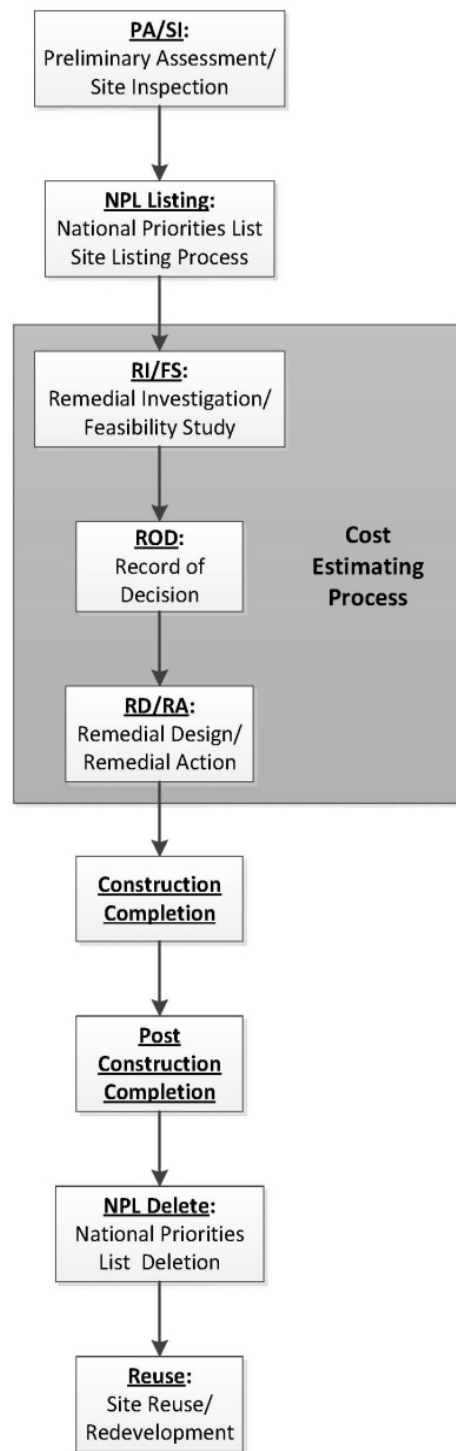 PA/SI:
Preliminary Assessment/
Site Inspection
NPL Listing:
National Priorities List
Site Listing Process
RI/FS:
Remedial Investigation/
Feasibility Study
ROD:
Record of
Decision
Cost
Estimating
Process
RD/RA:
Remedial Design/
Remedial Action
Construction
Completion
Post
Construction
Completion
NPL Delete:
National Priorities
List Deletion
Reuse:
Site Reuse/
Redevelopment